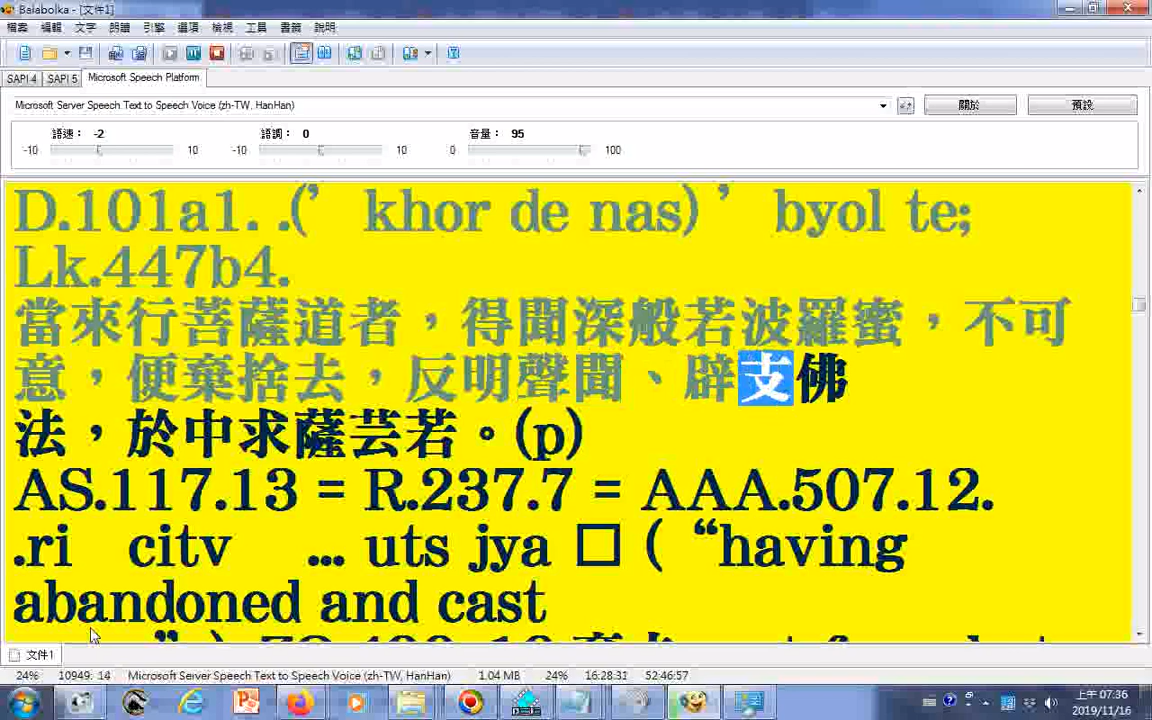 Balabolka - [文件1]
檔案 編輯 文字 朗讀 引擎 選項 檢視 工具 書籤 說明
SAPI 4 SAPI 5 Microsoft Speech Platform
Microsoft Server Speech Text to Speech Voice (zh-TW, HanHan) 關於 預設
語速: -2 語調: 0 音量: 95
-10 10 -10 10 0 100
D.101a1. .(’khor de nas)’byol te;
Lk.447b4.
當來行菩薩道者，得聞深般若波羅蜜，不可
意，便棄捨去，反明聲聞、辟支佛
法，於中求薩芸若。(p)
AS.117.13 = R.237.7 = AAA.507.12.
.ri citv ... uts jya □ (“having
abandoned and cast
文件1
24% 10949: 14 Microsoft Server Speech Text to Speech Voice (zh-TW, HanHan) 1.04 MB 24% 16:28:31 52:46:57
上午 07:36
2019/11/16